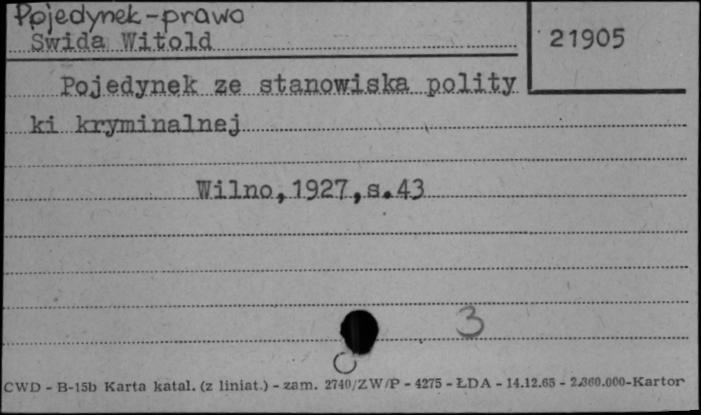 Pojedynek-prawo
Swida Witold
21905
Pojedynek ze stanowiska polity
ki kryminalnej
Wilno,1927,s.43
3
CWD - B-15b Karta katal. (z liniat.) - zam. 2740/ZW/P - 4275 - ŁDA - 14.12.65 - 2.360.000-Kartor